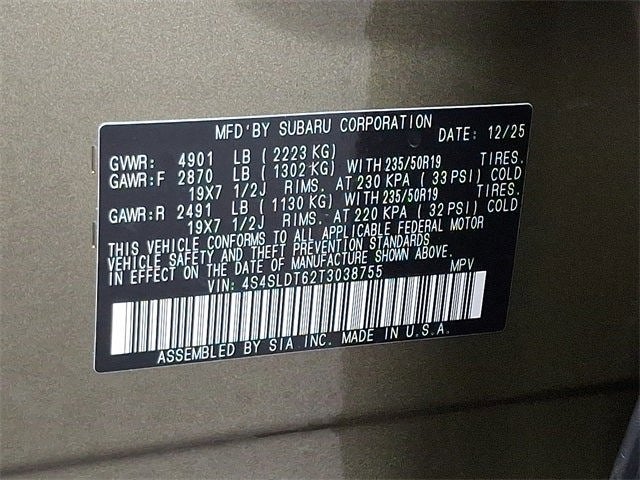 MFD'BY SUBARU CORPORATION DATE: 12/25
GVWR: 4901 LB (2223 KG)
GAWR:F 2870 LB (1302 KG) WITH 235/50R19 TIRES.
19X7 1/2J RIMS. AT 230 KPA (33 PSI) COLD
GAWR:R 2491 LB (1130 KG) WITH 235/50R19 TIRES.
19X7 1/2J RIMS. AT 220 KPA (32 PSI) COLD
THIS VEHICLE CONFORMS TO ALL APPLICABLE FEDERAL MOTOR
VEHICLE SAFETY AND THEFT PREVENTION STANDARDS
IN EFFECT ON THE DATE OF MANUFACTURE SHOWN ABOVE.
VIN: 4S4SLDT62T3038755 MPV
ASSEMBLED BY SIA INC. MADE IN U.S.A.